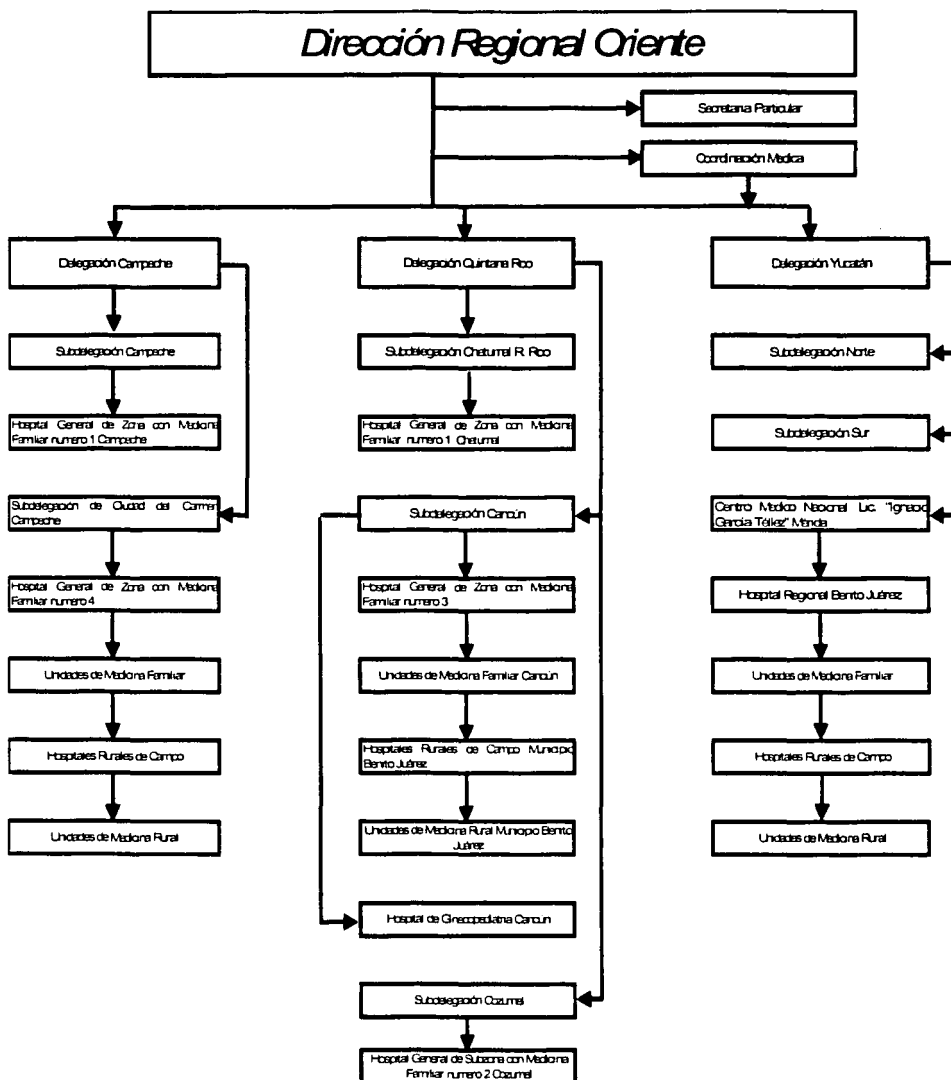 Dirección Regional Oriente
Secretaria Particular
Coordinación Medica
Delegación Campeche
Delegación Quintana Roo
Delegación Yucatán
Subdelegación Campeche
Subdelegación Chetumal R. Roo
Subdelegación Norte
Hospital General de Zona con Medicina
Familiar numero 1 Campeche
Hospital General de Zona con Medicina
Familiar numero 1 Chetumal
Subdelegación Sur
Subdelegación de Ciudad del Carmen
Campeche
Subdelegación Cancún
Centro Medico Nacional Lic. "Ignacio
García Téllez" Mérida
Hospital General de Zona con Medicina
Familiar numero 4
Hospital General de Zona con Medicina
Familiar numero 3
Hospital Regional Benito Juárez
Unidades de Medicina Familiar
Unidades de Medicina Familiar Cancún
Unidades de Medicina Familiar
Hospitales Rurales de Campo
Hospitales Rurales de Campo Municipio
Benito Juárez
Hospitales Rurales de Campo
Unidades de Medicina Rural
Unidades de Medicina Rural Municipio Benito
Juárez
Unidades de Medicina Rural
Hospital de Ginecopediatria Cancún
Subdelegación Cozumel
Hospital General de Subzona con Medicina
Familiar numero 2 Cozumel